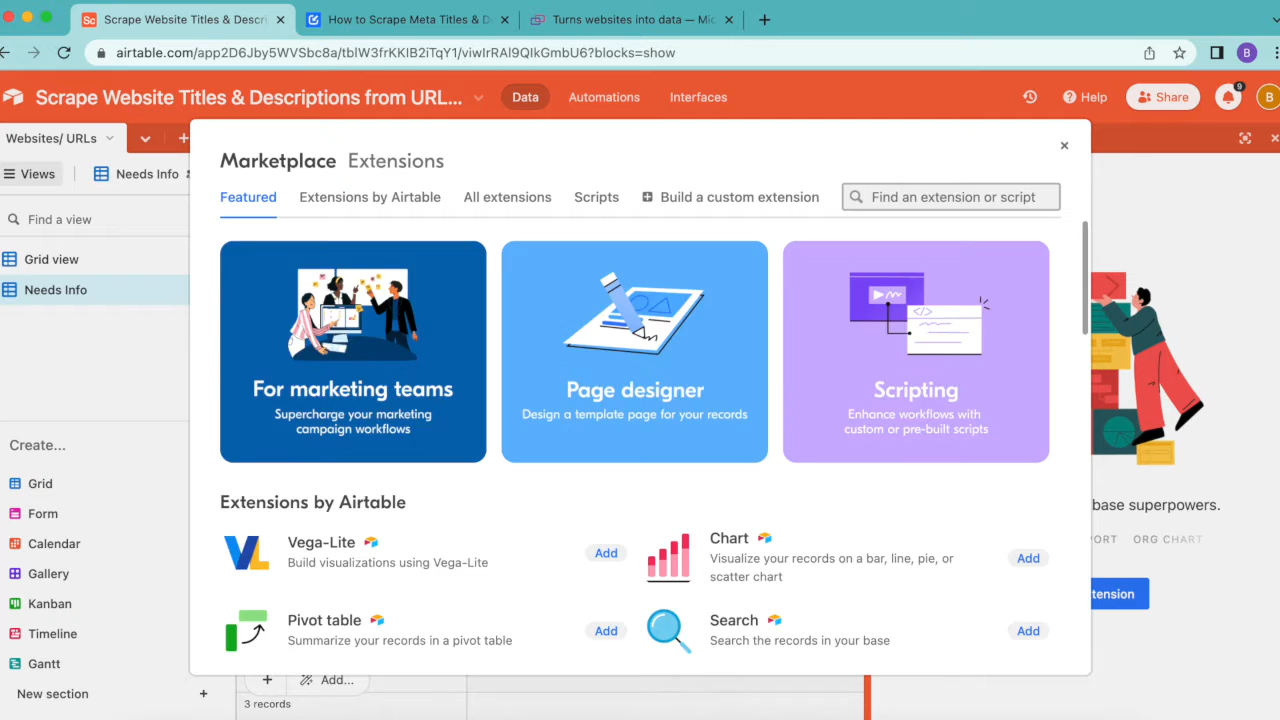 Sc Scrape Website Titles & Descri
How to Scrape Meta Titles & D
Turns websites into data — Mic
airtable.com/app2D6Jby5WVSbc8a/tblW3frKKIB2iTqY1/viwIrRAl9QIkGmbU6?blocks=show
B
Scrape Website Titles & Descriptions from URL...
Data
Automations
Interfaces
Help
Share
9
B
Websites/ URLs
Views
Needs Info
Find a view
Grid view
Needs Info
Create...
Grid
Form
Calendar
Gallery
Kanban
Timeline
Gantt
New section
Marketplace Extensions
Featured
Extensions by Airtable
All extensions
Scripts
Build a custom extension
Find an extension or script
For marketing teams
Supercharge your marketing
campaign workflows
Page designer
Design a template page for your records
Scripting
Enhance workflows with
custom or pre-built scripts
Extensions by Airtable
Vega-Lite
Build visualizations using Vega-Lite
Add
Chart
Visualize your records on a bar, line, pie, or
scatter chart
Add
Pivot table
Summarize your records in a pivot table
Add
Search
Search the records in your base
Add
base superpowers.
PORT
ORG CHART
tension
Add...
3 records